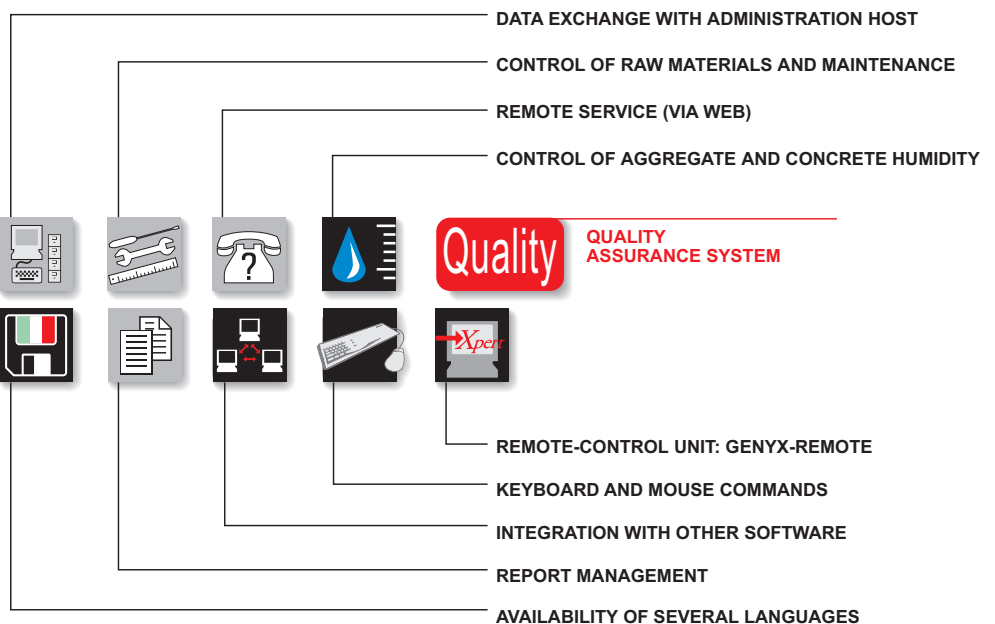 DATA EXCHANGE WITH ADMINISTRATION HOST
CONTROL OF RAW MATERIALS AND MAINTENANCE
REMOTE SERVICE (VIA WEB)
CONTROL OF AGGREGATE AND CONCRETE HUMIDITY
?
Quality
QUALITY
ASSURANCE SYSTEM
Xpert
REMOTE-CONTROL UNIT: GENYX-REMOTE
KEYBOARD AND MOUSE COMMANDS
INTEGRATION WITH OTHER SOFTWARE
REPORT MANAGEMENT
AVAILABILITY OF SEVERAL LANGUAGES